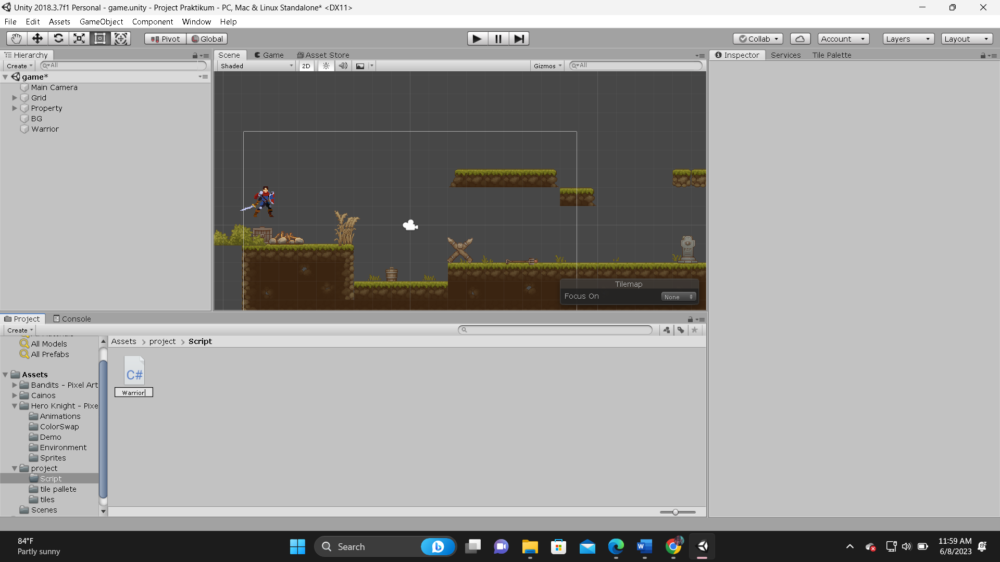 Unity 2018.3.7f1 Personal - game.unity - Project Praktikum - PC, Mac & Linux Standalone* <DX11>
File Edit Assets GameObject Component Window Help
Pivot Global Collab Account Layers Layout
Hierarchy
Create All
game*
Main Camera
Grid
Property
BG
Warrior
Scene Game Asset Store
Shaded 2D Gizmos All
RIP
Tilemap
Focus On None
Inspector Services Tile Palette
Project Console
Create
All Models
All Prefabs
Assets
Bandits - Pixel Art
Cainos
Hero Knight - Pixe
Animations
ColorSwap
Demo
Environment
Sprites
project
Script
tile pallete
tiles
Scenes
Assets > project > Script
C#
Warrior
84°F
Partly sunny
Search
W
11:59 AM
6/8/2023